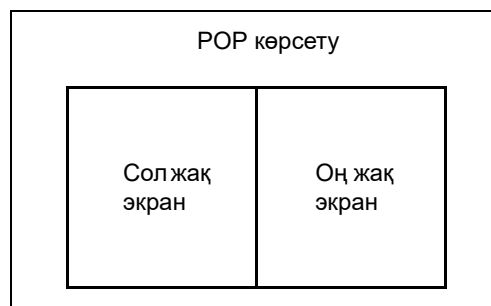 POP көрсету
Сол жақ
экран
Оң жақ
экран